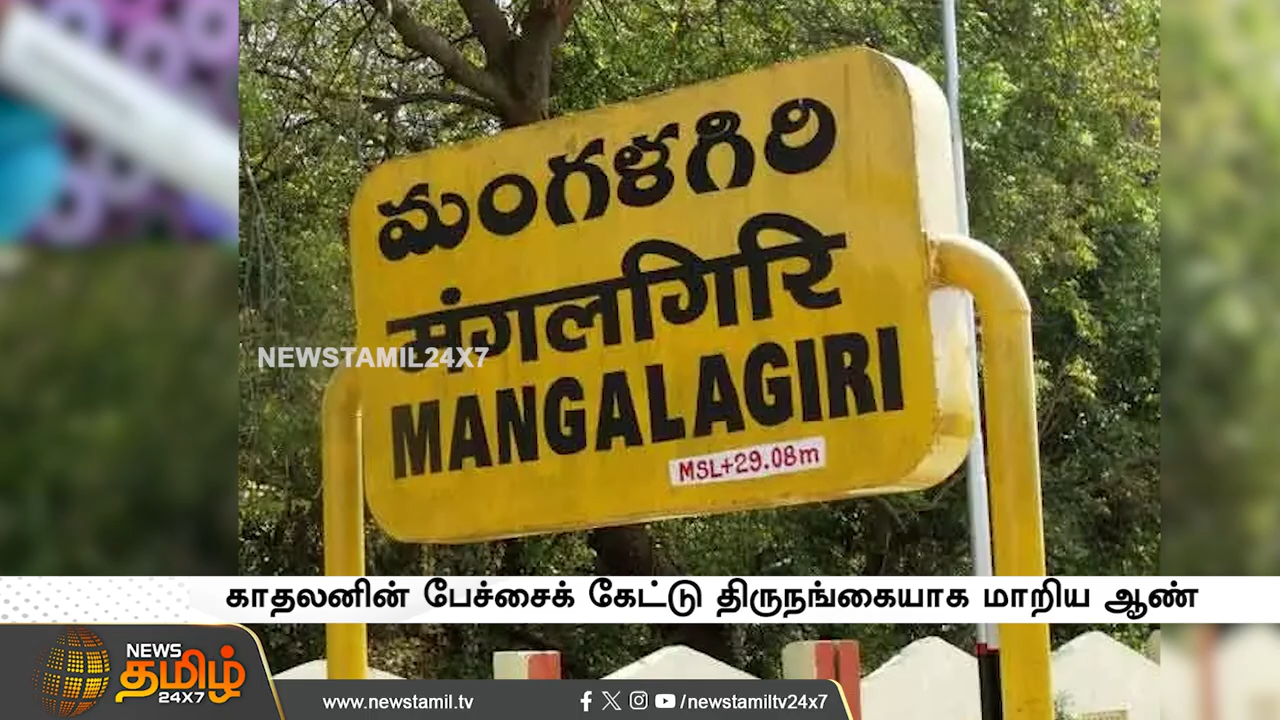 మంగళగిరి
मंगलगिरि
NEWSTAMIL24X7
MANGALAGIRI
MSL+29.08m
காதலனின் பேச்சைக் கேட்டு திருநங்கையாக மாறிய ஆண்
NEWS
தமிழ்
24X7
www.newstamil.tv
/newstamiltv24x7